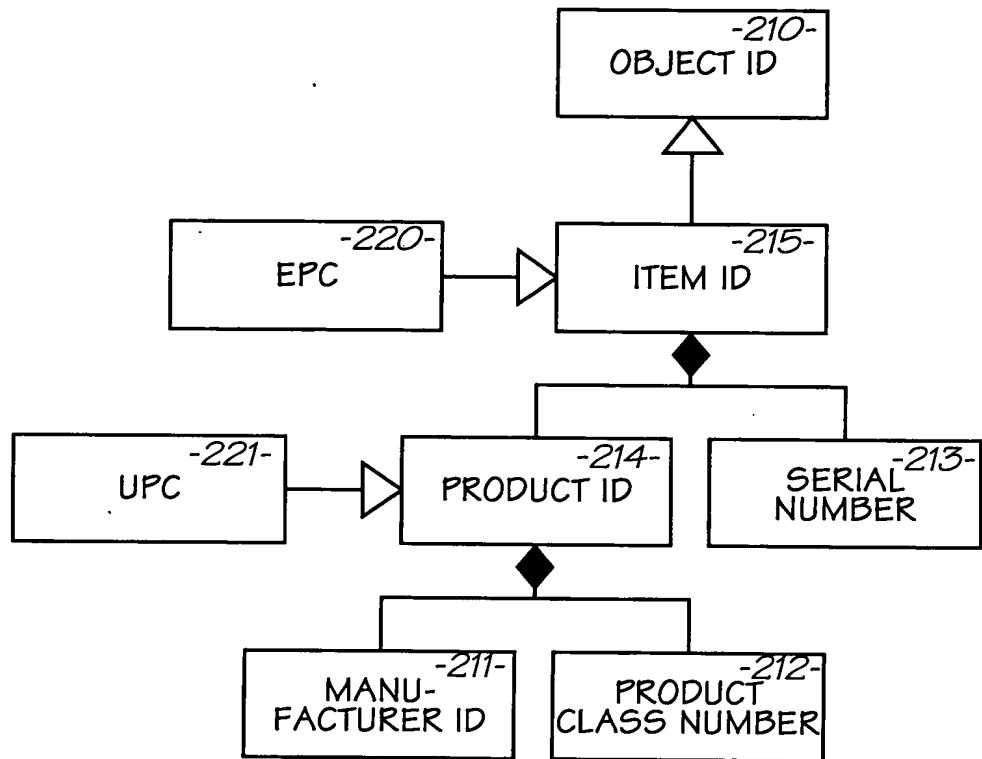 -210-
OBJECT ID
-220-
EPC
-215-
ITEM ID
-221-
UPC
-214-
PRODUCT ID
-213-
SERIAL
NUMBER
-211-
MANU-
FACTURER ID
-212-
PRODUCT
CLASS NUMBER